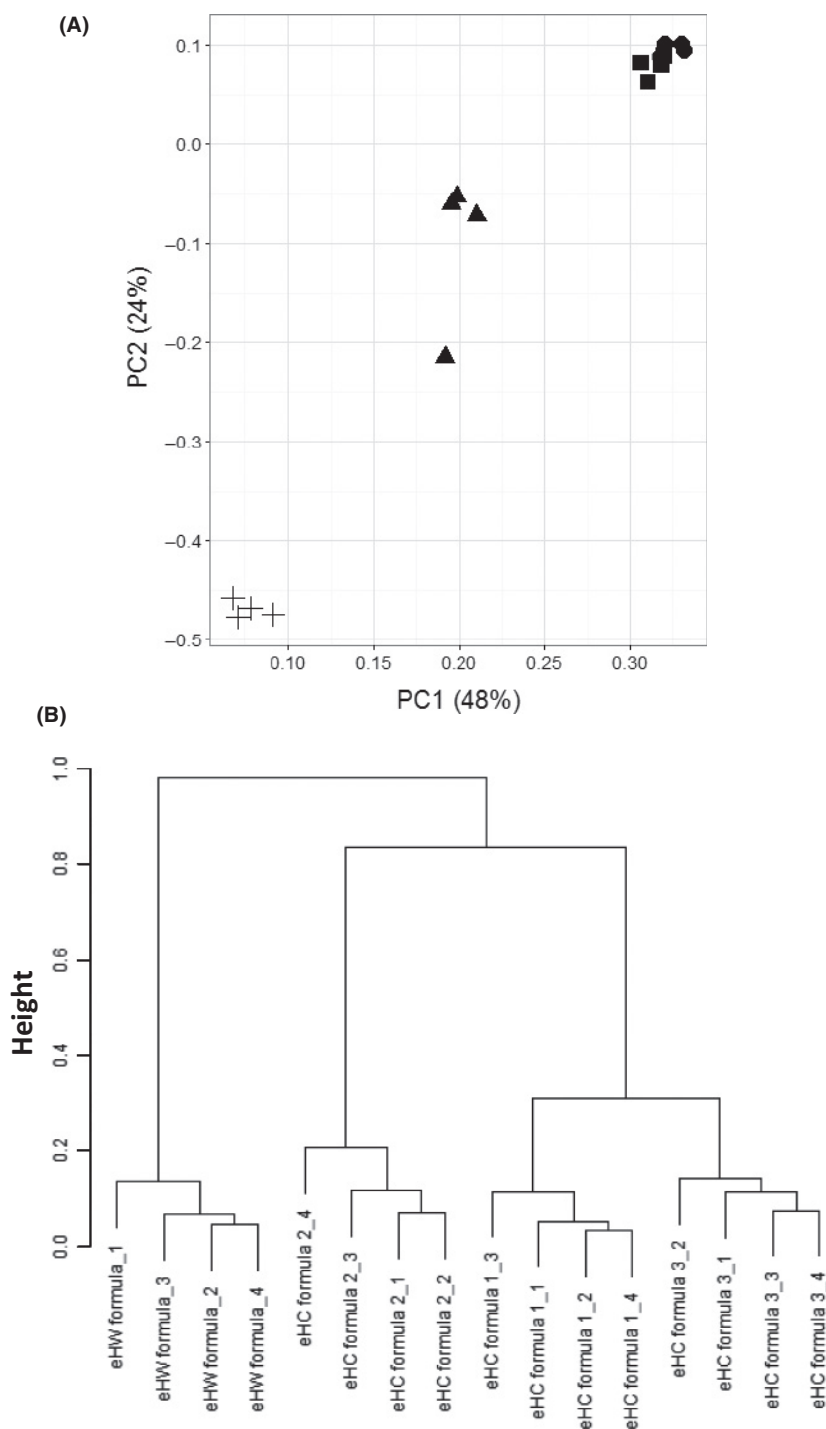 (A)
0.1
0.0
–0.1
–0.2
–0.3
–0.4
–0.5
PC2 (24%)
0.10 0.15 0.20 0.25 0.30
PC1 (48%)
(B)
1.0
0.8
0.6
0.4
0.2
0.0
Height
eHW formula_1
eHW formula_3
eHW formula_2
eHW formula_4
eHC formula 2_4
eHC formula 2_3
eHC formula 2_1
eHC formula 2_2
eHC formula 1_3
eHC formula 1_1
eHC formula 1_2
eHC formula 1_4
eHC formula 3_2
eHC formula 3_1
eHC formula 3_3
eHC formula 3_4